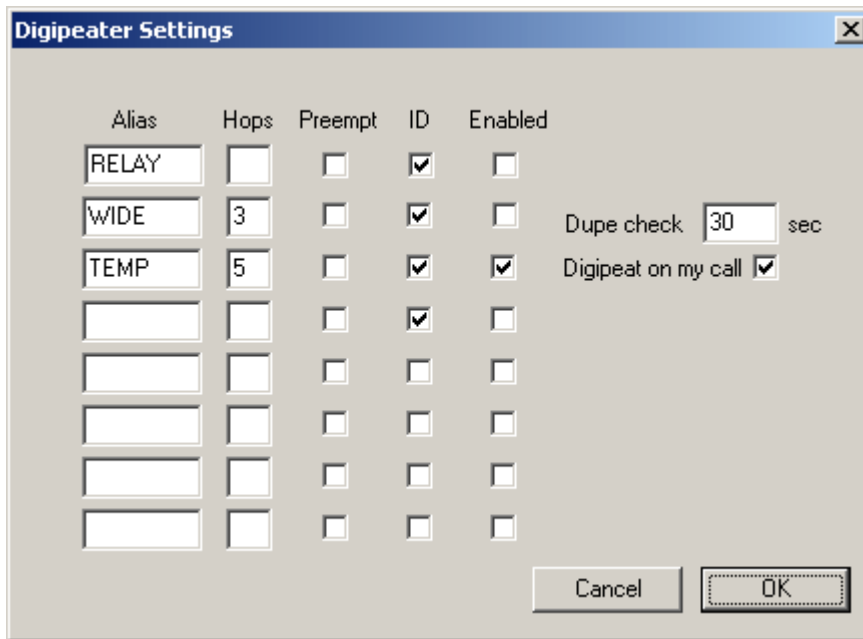 Digipeater Settings
Alias Hops Preempt ID Enabled
RELAY
WIDE 3
Dupe check 30 sec
TEMP 5
Digipeat on my call
Cancel OK